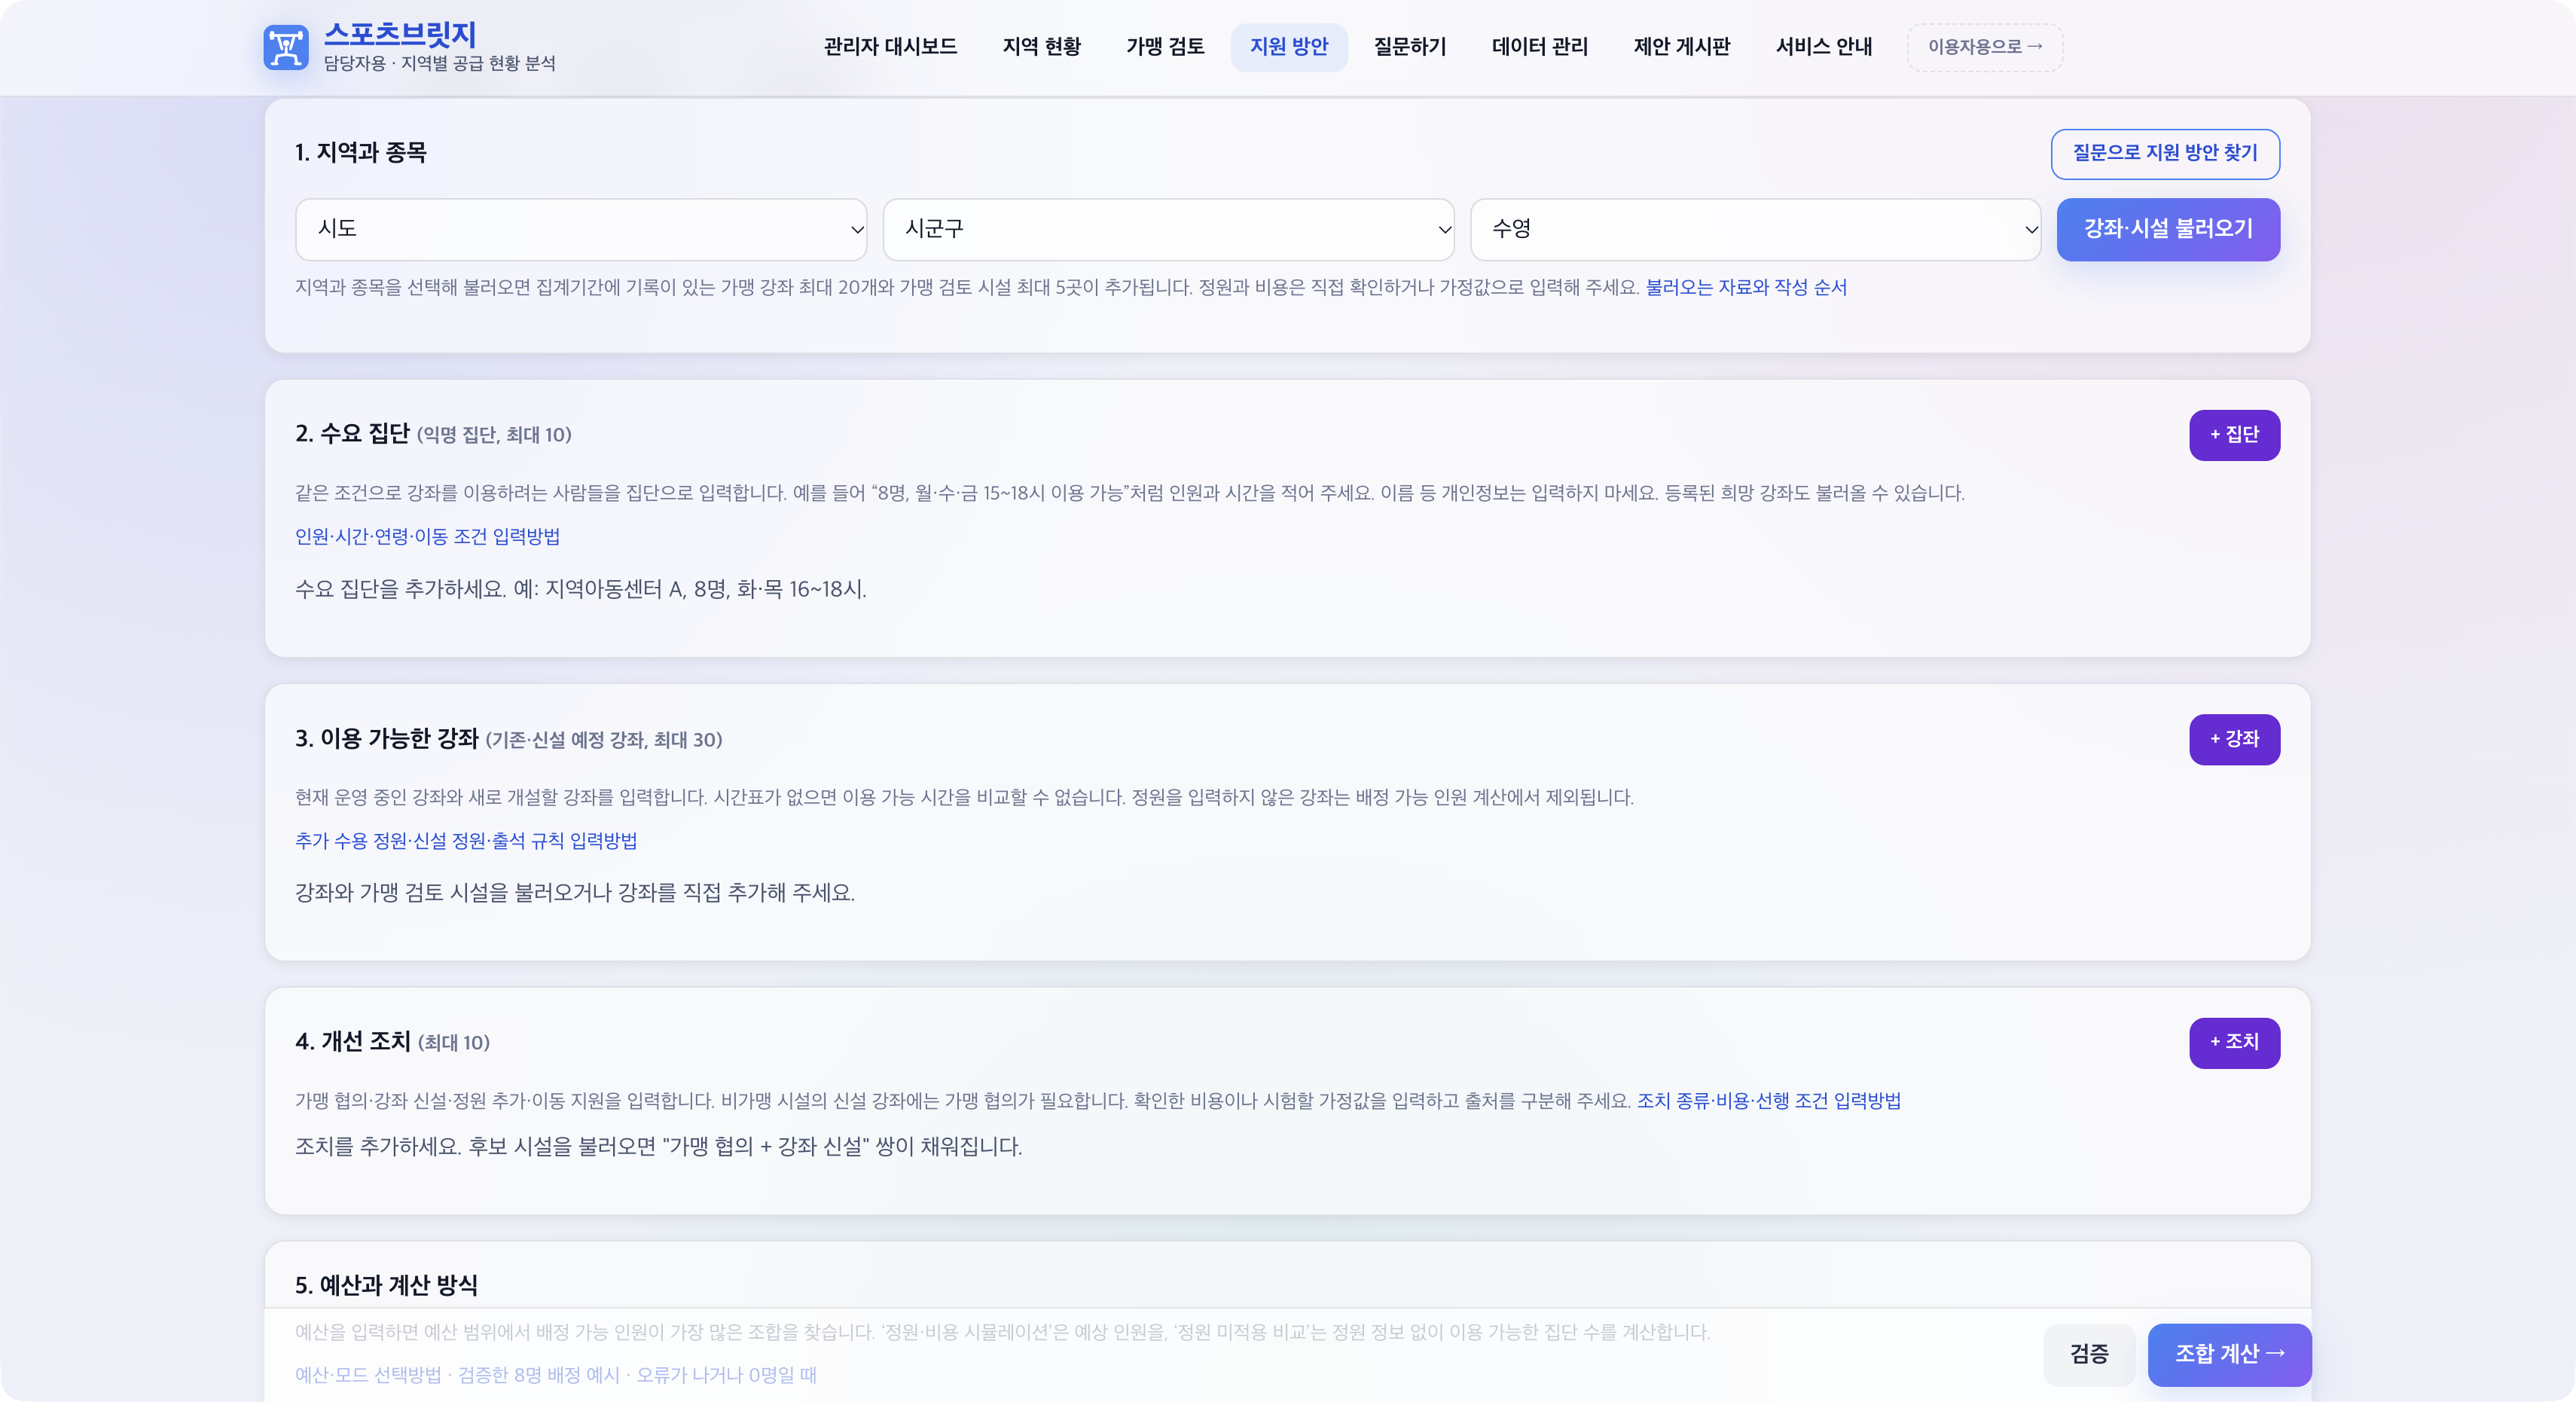 스포츠브릿지
담당자용 · 지역별 공급 현황 분석
관리자 대시보드 지역 현황 가맹 검토 지원 방안 질문하기 데이터 관리 제안 게시판 서비스 안내 이용자용으로 →
1. 지역과 종목
질문으로 지원 방안 찾기
시도 시군구 수영 강좌·시설 불러오기
지역과 종목을 선택해 불러오면 집계기간에 기록이 있는 가맹 강좌 최대 20개와 가맹 검토 시설 최대 5곳이 추가됩니다. 정원과 비용은 직접 확인하거나 가정값으로 입력해 주세요. 불러오는 자료와 작성 순서
2. 수요 집단 (익명 집단, 최대 10)
+ 집단
같은 조건으로 강좌를 이용하려는 사람들을 집단으로 입력합니다. 예를 들어 “8명, 월·수·금 15~18시 이용 가능”처럼 인원과 시간을 적어 주세요. 이름 등 개인정보는 입력하지 마세요. 등록된 희망 강좌도 불러올 수 있습니다.
인원·시간·연령·이동 조건 입력방법
수요 집단을 추가하세요. 예: 지역아동센터 A, 8명, 화·목 16~18시.
3. 이용 가능한 강좌 (기존·신설 예정 강좌, 최대 30)
+ 강좌
현재 운영 중인 강좌와 새로 개설할 강좌를 입력합니다. 시간표가 없으면 이용 가능 시간을 비교할 수 없습니다. 정원을 입력하지 않은 강좌는 배정 가능 인원 계산에서 제외됩니다.
추가 수용 정원·신설 정원·출석 규칙 입력방법
강좌와 가맹 검토 시설을 불러오거나 강좌를 직접 추가해 주세요.
4. 개선 조치 (최대 10)
+ 조치
가맹 협의·강좌 신설·정원 추가·이동 지원을 입력합니다. 비가맹 시설의 신설 강좌에는 가맹 협의가 필요합니다. 확인한 비용이나 시험할 가정값을 입력하고 출처를 구분해 주세요. 조치 종류·비용·선행 조건 입력방법
조치를 추가하세요. 후보 시설을 불러오면 "가맹 협의 + 강좌 신설" 쌍이 채워집니다.
5. 예산과 계산 방식
예산을 입력하면 예산 범위에서 배정 가능 인원이 가장 많은 조합을 찾습니다. ‘정원·비용 시뮬레이션’은 예상 인원을, ‘정원 미적용 비교’는 정원 정보 없이 이용 가능한 집단 수를 계산합니다.
예산·모드 선택방법 · 검증한 8명 배정 예시 · 오류가 나거나 0명일 때
검증 조합 계산 →